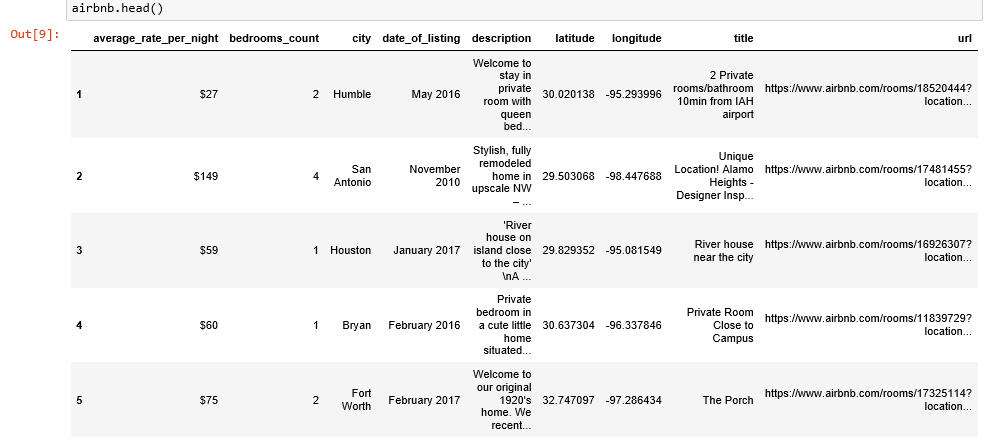 airbnb.head()
Out[9]:
average_rate_per_night bedrooms_count city date_of_listing description latitude longitude title url
1 $27 2 Humble May 2016 Welcome to stay in private room with queen bed... 30.020138 -95.293996 2 Private rooms/bathroom 10min from IAH airport https://www.airbnb.com/rooms/18520444?location...
2 $149 4 San Antonio November 2010 Stylish, fully remodeled home in upscale NW – ... 29.503068 -98.447688 Unique Location! Alamo Heights - Designer Insp... https://www.airbnb.com/rooms/17481455?location...
3 $59 1 Houston January 2017 'River house on island close to the city' \nA ... 29.829352 -95.081549 River house near the city https://www.airbnb.com/rooms/16926307?location...
4 $60 1 Bryan February 2016 Private bedroom in a cute little home situated... 30.637304 -96.337846 Private Room Close to Campus https://www.airbnb.com/rooms/11839729?location...
5 $75 2 Fort Worth February 2017 Welcome to our original 1920's home. We recent... 32.747097 -97.286434 The Porch https://www.airbnb.com/rooms/17325114?location...